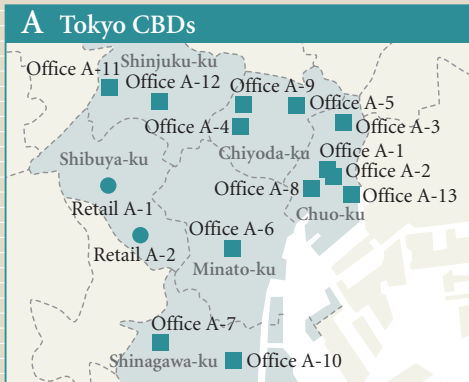 A Tokyo CBDs
Shinjuku-ku
Office A-11
Office A-12
Office A-9
Office A-5
Office A-4
Office A-3
Shibuya-ku
Chiyoda-ku
Office A-1
Office A-2
Office A-8
Office A-13
Retail A-1
Chuo-ku
Office A-6
Retail A-2
Minato-ku
Office A-7
Shinagawa-ku
Office A-10